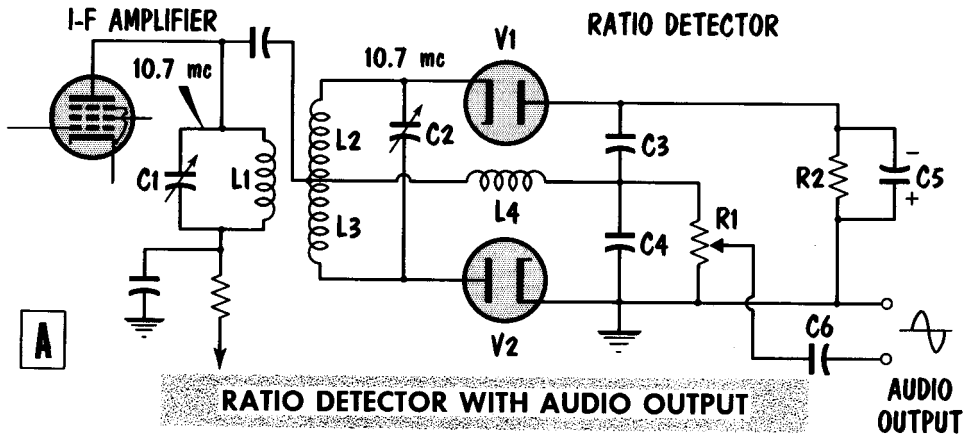 I-F AMPLIFIER
RATIO DETECTOR
V1
10.7 mc
10.7 mc
L2
C2
C3
C1
L1
R2
−
C5
+
L4
R1
L3
C4
V2
C6
A
AUDIO
OUTPUT
RATIO DETECTOR WITH AUDIO OUTPUT